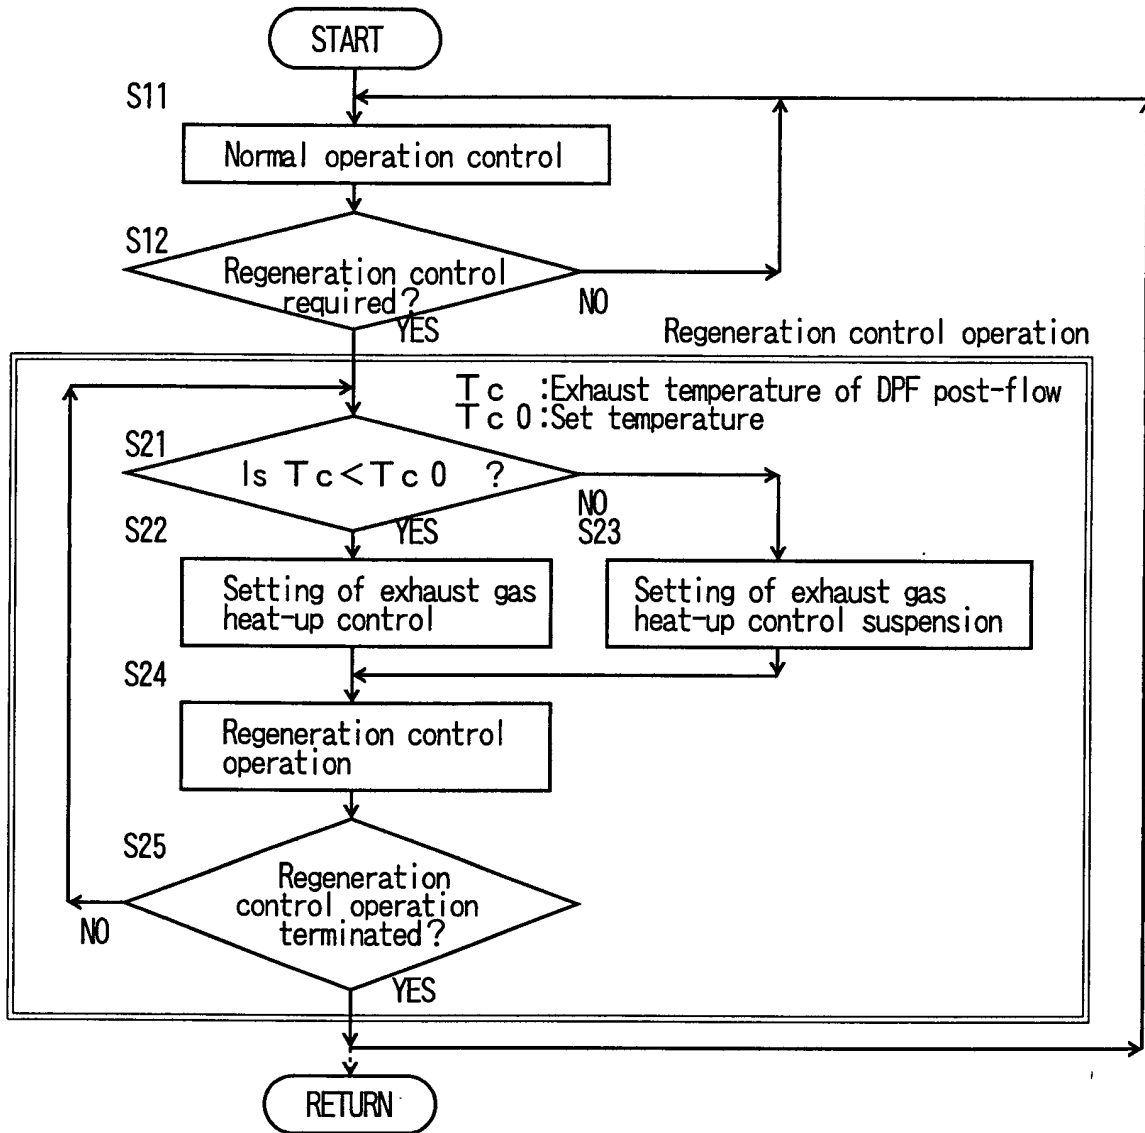 START
S11
Normal operation control
S12
Regeneration control
required?
NO
YES
Regeneration control operation
Tc :Exhaust temperature of DPF post-flow
Tc0:Set temperature
S21
Is Tc<Tc0 ?
NO
YES
S22
S23
Setting of exhaust gas
heat-up control
Setting of exhaust gas
heat-up control suspension
S24
Regeneration control
operation
S25
Regeneration
control operation
terminated?
NO
YES
RETURN